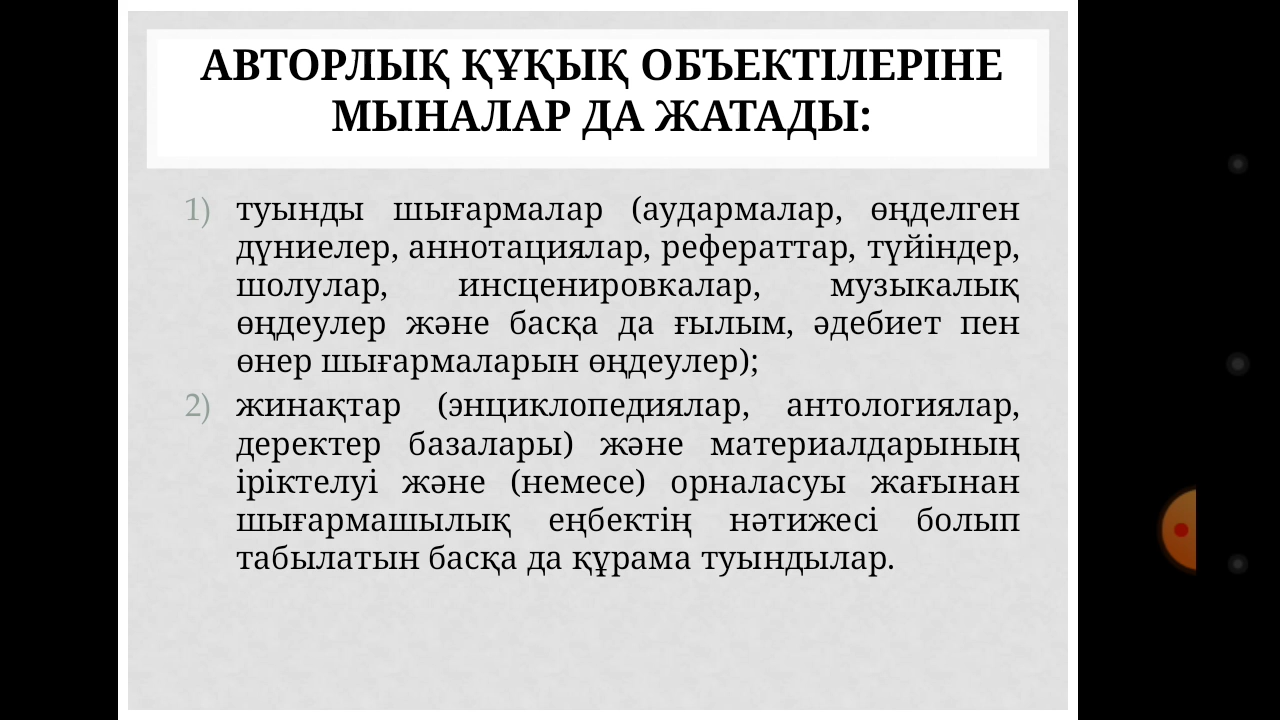 АВТОРЛЫҚ ҚҰҚЫҚ ОБЪЕКТІЛЕРІНЕ
МЫНАЛАР ДА ЖАТАДЫ:
1) туынды шығармалар (аудармалар, өңделген
дүниелер, аннотациялар, рефераттар, түйіндер,
шолулар, инсценировкалар, музыкалық
өңдеулер және басқа да ғылым, әдебиет пен
өнер шығармаларын өңдеулер);
2) жинақтар (энциклопедиялар, антологиялар,
деректер базалары) және материалдарының
іріктелуі және (немесе) орналасуы жағынан
шығармашылық еңбектің нәтижесі болып
табылатын басқа да құрама туындылар.